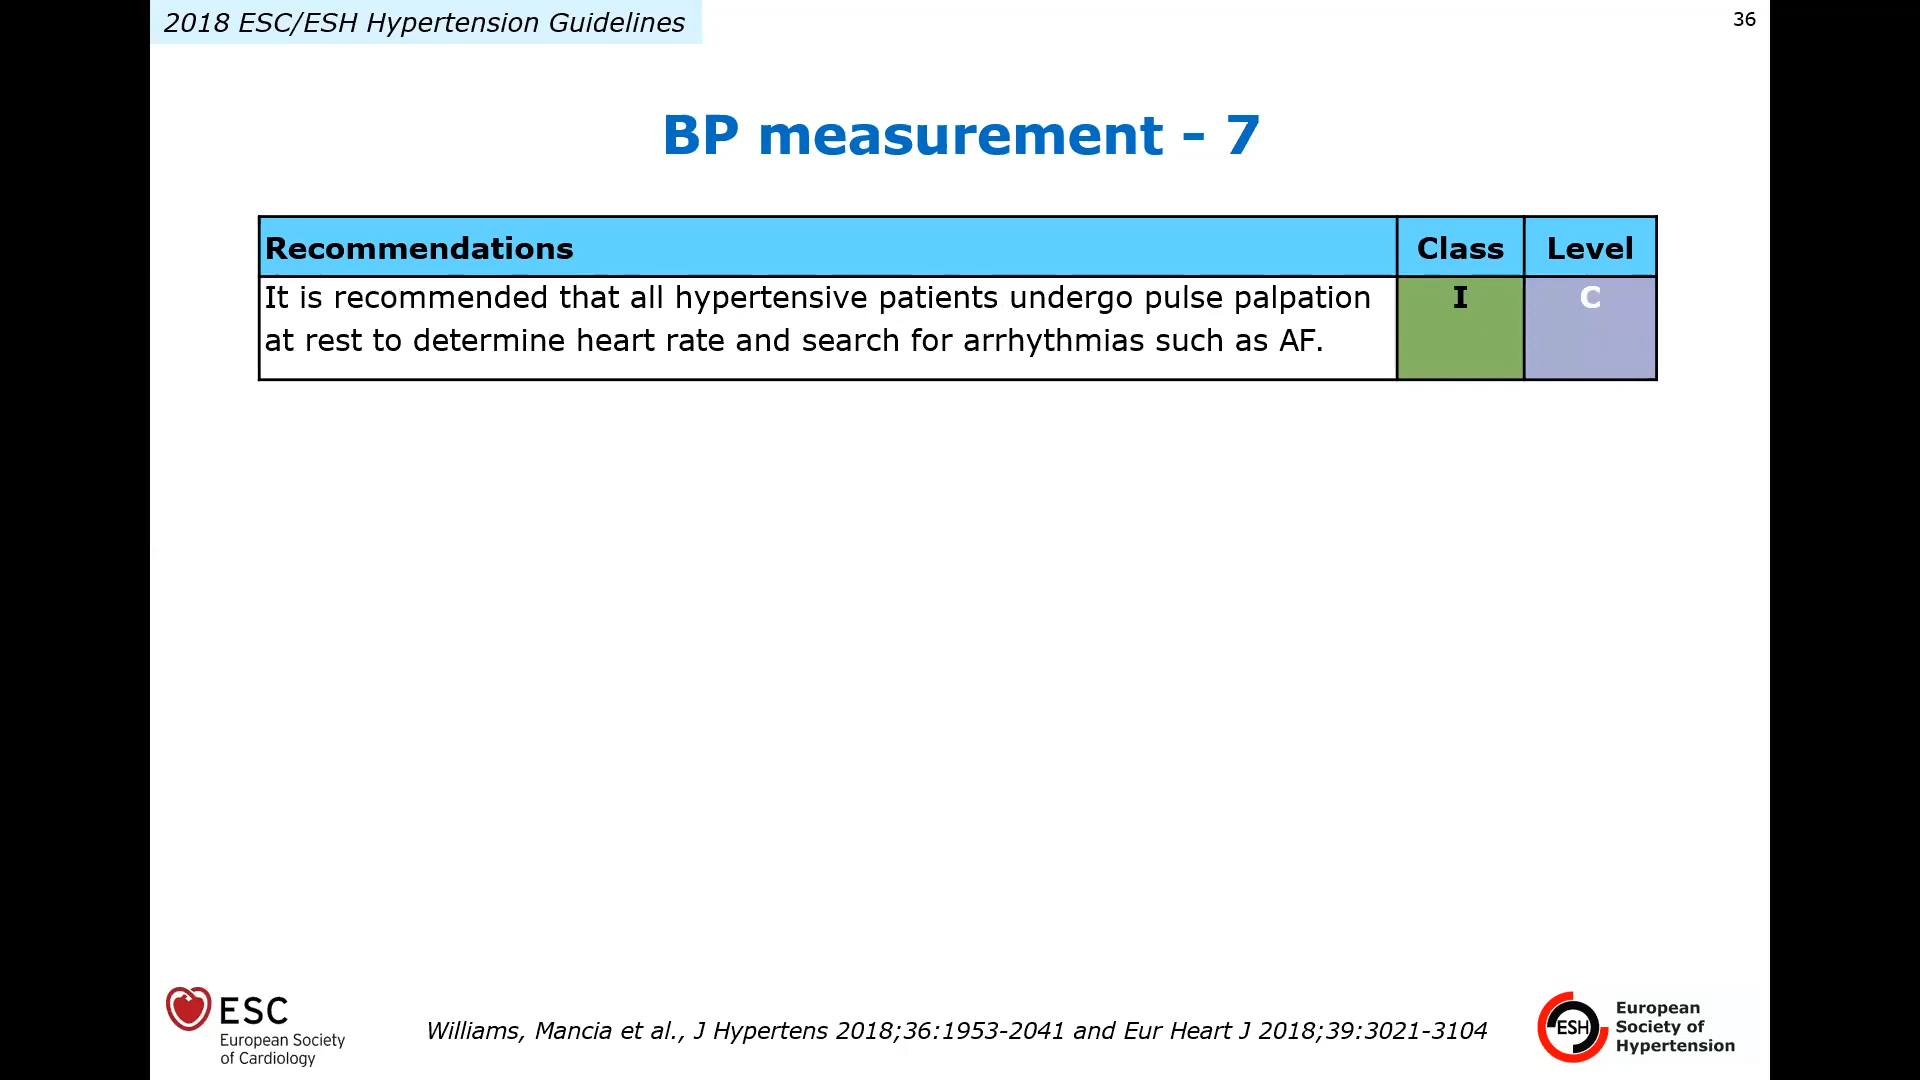 2018 ESC/ESH Hypertension Guidelines
36
BP measurement - 7
Recommendations Class Level
It is recommended that all hypertensive patients undergo pulse palpation I C
at rest to determine heart rate and search for arrhythmias such as AF.
ESC
European Society
of Cardiology
Williams, Mancia et al., J Hypertens 2018;36:1953-2041 and Eur Heart J 2018;39:3021-3104
ESH
European
Society of
Hypertension